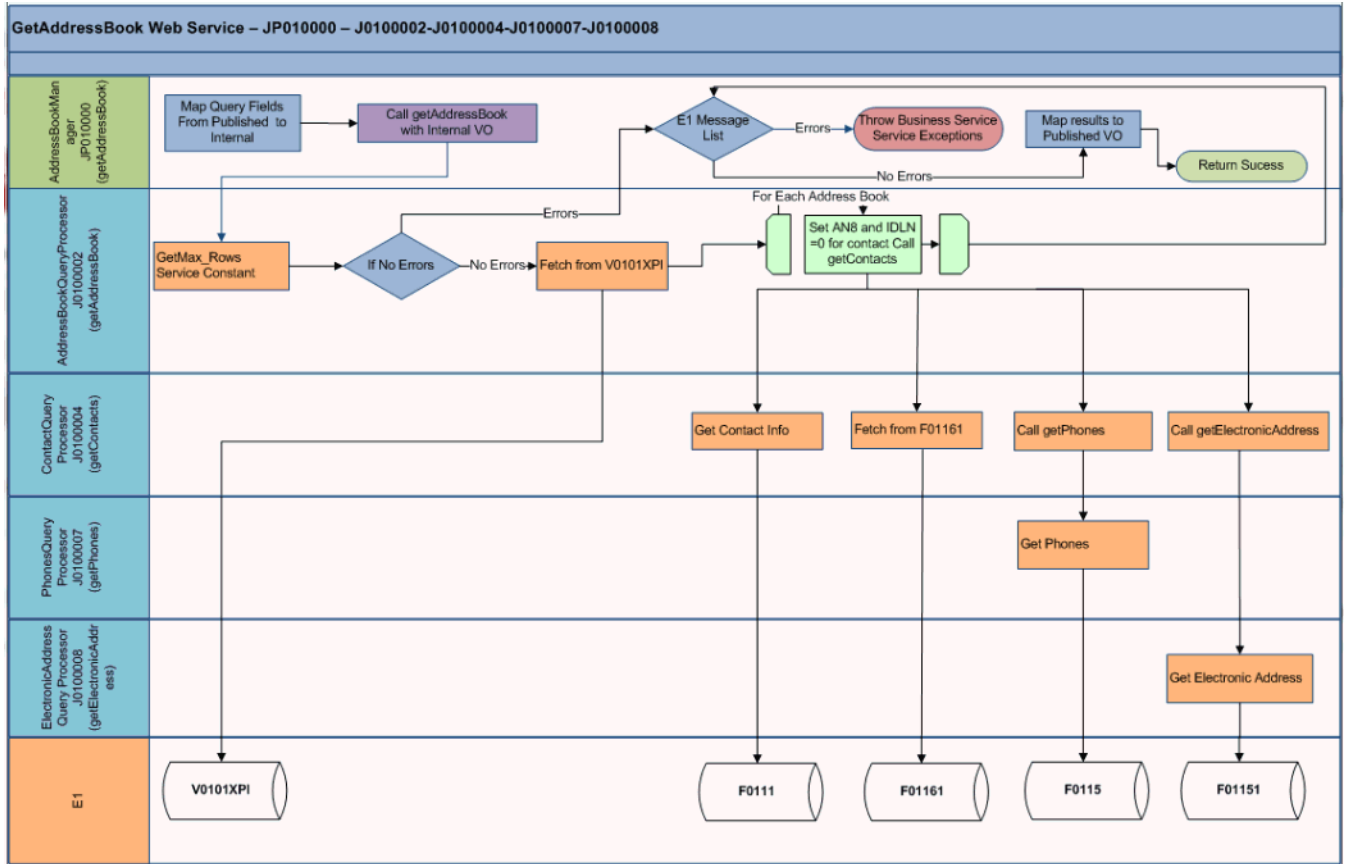 GetAddressBook Web Service – JP010000 – J0100002-J0100004-J0100007-J0100008
AddressBookMan
ager
JP010000
(getAddressBook)
Map Query Fields
From Published to
Internal
Call getAddressBook
with Internal VO
E1 Message
List
Errors
Throw Business Service
Service Exceptions
Map results to
Published VO
Return Sucess
No Errors
AddressBookQueryProcessor
J0100002
(getAddressBook)
GetMax_Rows
Service Constant
If No Errors
Errors
No Errors
Fetch from V0101XPI
For Each Address Book
Set AN8 and IDLN
=0 for contact Call
getContacts
ContactQuery
Processor
J0100004
(getContacts)
Get Contact Info
Fetch from F01161
Call getPhones
Call getElectronicAddress
PhonesQuery
Processor
J0100007
(getPhones)
Get Phones
ElectronicAddress
Query Processor
J0100008
(getElectronicAddr
ess)
Get Electronic Address
E1
V0101XPI
F0111
F01161
F0115
F01151